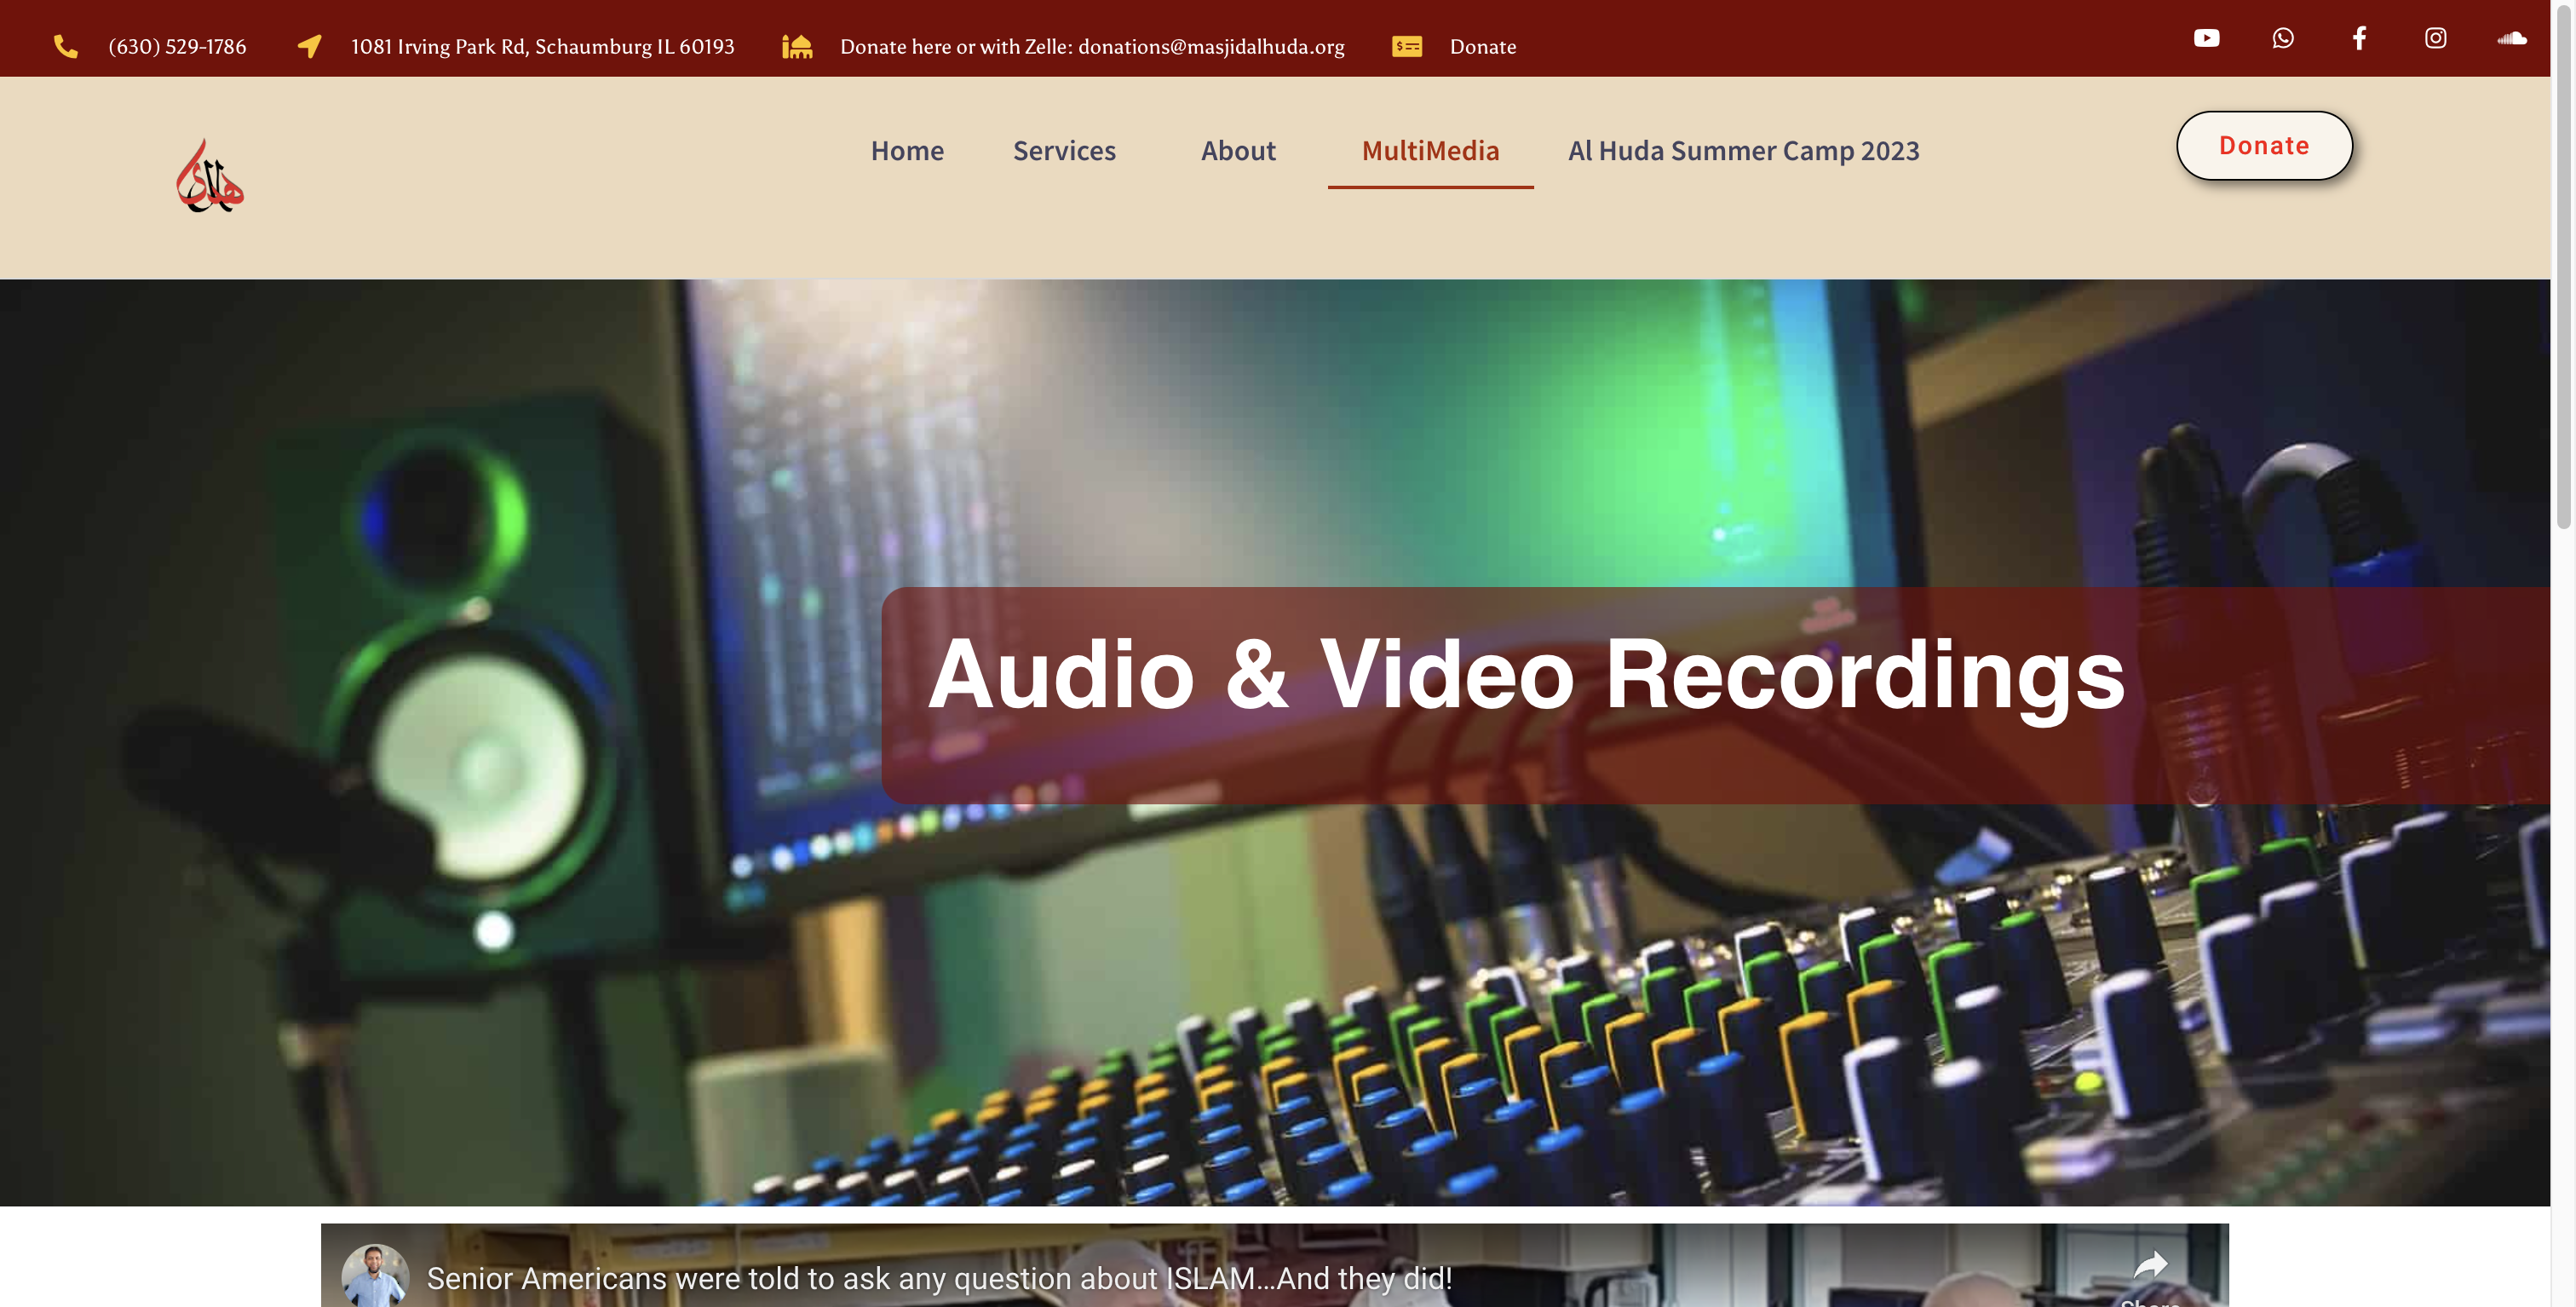 (630) 529-1786
1081 Irving Park Rd, Schaumburg IL 60193
Donate here or with Zelle: donations@masjidalhuda.org
Donate
الهدى
Home
Services
About
MultiMedia
Al Huda Summer Camp 2023
Donate
Audio & Video Recordings
Senior Americans were told to ask any question about ISLAM...And they did!